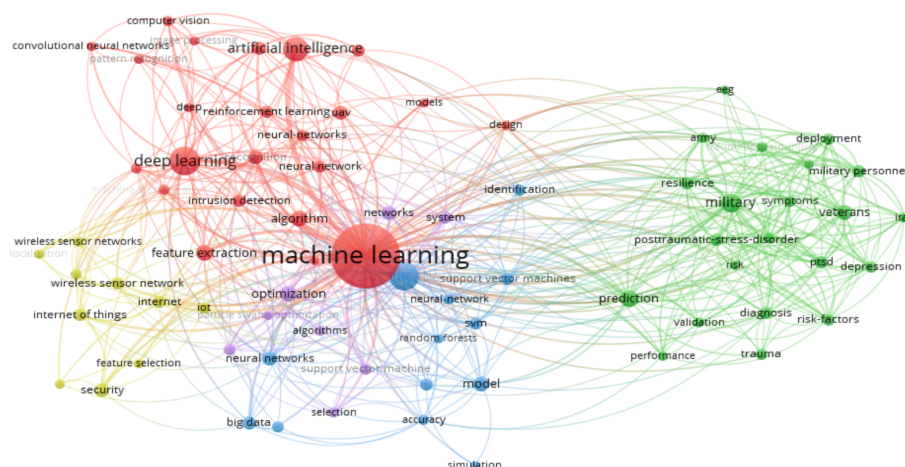 computer vision
convolutional neural networks
image processing
pattern recognition
artificial intelligence
deep
reinforcement learning
uav
models
neural-networks
design
deep learning
neural network
intrusion detection
algorithm
identification
networks
system
feature extraction
machine learning
wireless sensor networks
localization
wireless sensor network
internet
iot
internet of things
optimization
particle swarm optimization
support vector machines
neural network
svm
algorithms
random forests
neural networks
support vector machine
feature selection
security
model
selection
big data
accuracy
simulation
eeg
army
deployment
military personne
resilience
military
symptoms
veterans
posttraumatic-stress-disorder
risk
ptsd
depression
prediction
diagnosis
risk-factors
validation
performance
trauma